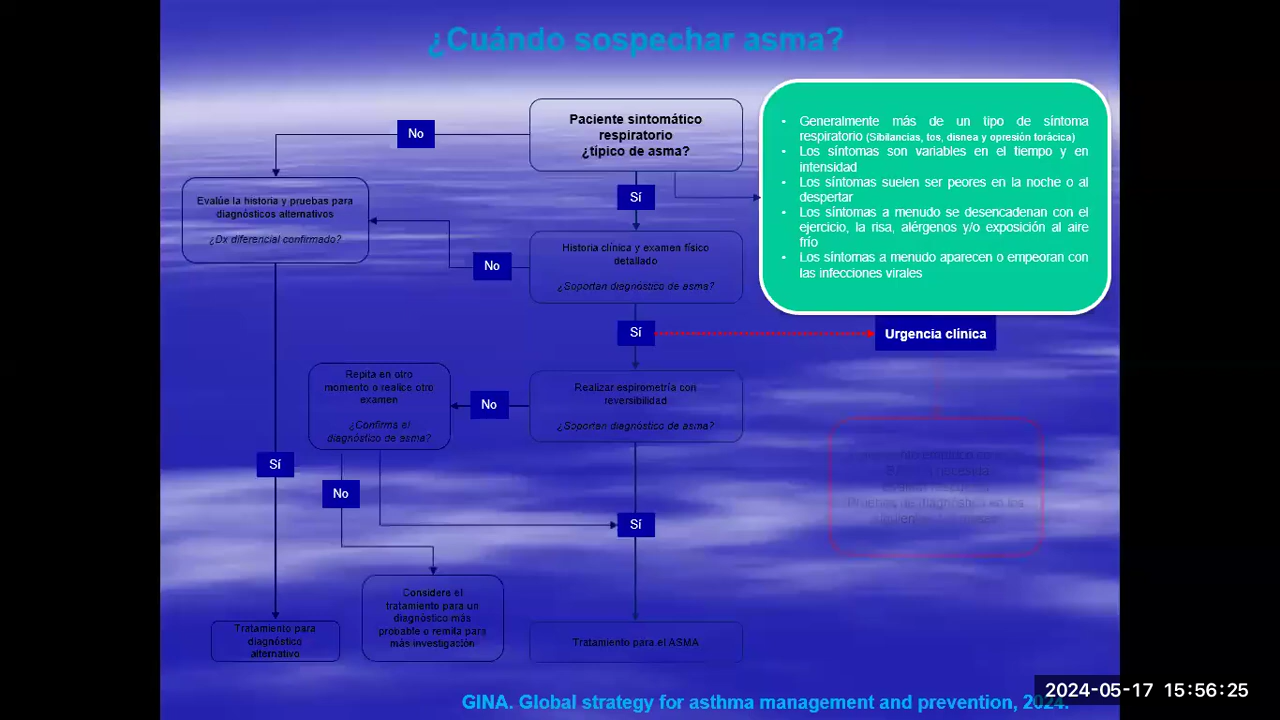 ¿Cuándo sospechar asma?
Paciente sintomático
respiratorio
¿típico de asma?
No
Sí
• Generalmente más de un tipo de síntoma
respiratorio (Sibilancias, tos, disnea y opresión torácica)
• Los síntomas son variables en el tiempo y en
intensidad
• Los síntomas suelen ser peores en la noche o al
despertar
• Los síntomas a menudo se desencadenan con el
ejercicio, la risa, alérgenos y/o exposición al aire
frío
• Los síntomas a menudo aparecen o empeoran con
las infecciones virales
Evalúe la historia y pruebas para
diagnósticos alternativos
¿Dx diferencial confirmado?
Historia clínica y examen físico
detallado
¿Soportan diagnóstico de asma?
No
Sí
Urgencia clínica
Repita en otro
momento o realice otro
examen
¿Confirma el
diagnóstico de asma?
No
Realizar espirometría con
reversibilidad
¿Soportan diagnóstico de asma?
Sí
No
Sí
Considere el
tratamiento para un
diagnóstico más
probable o remita para
más investigación
Tratamiento para
diagnóstico
alternativo
Tratamiento para el ASMA
GINA. Global strategy for asthma management and prevention, 2024.
2024-05-17 15:56:25